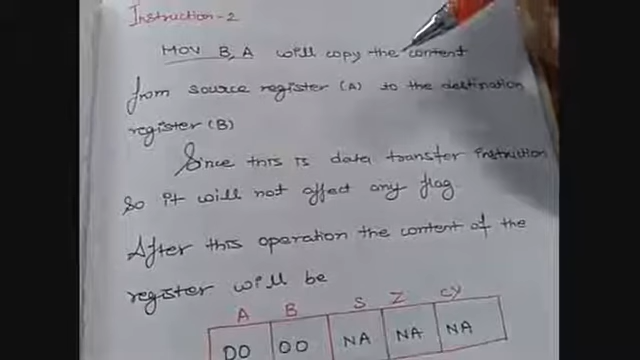 Instruction-2
MOV B, A will copy the content
from source register (A) to the destination
register (B)
Since this is data transfer instruction
so it will not affect any flag.
After this operation the content of the
register will be
A B S Z CY
00 00 NA NA NA